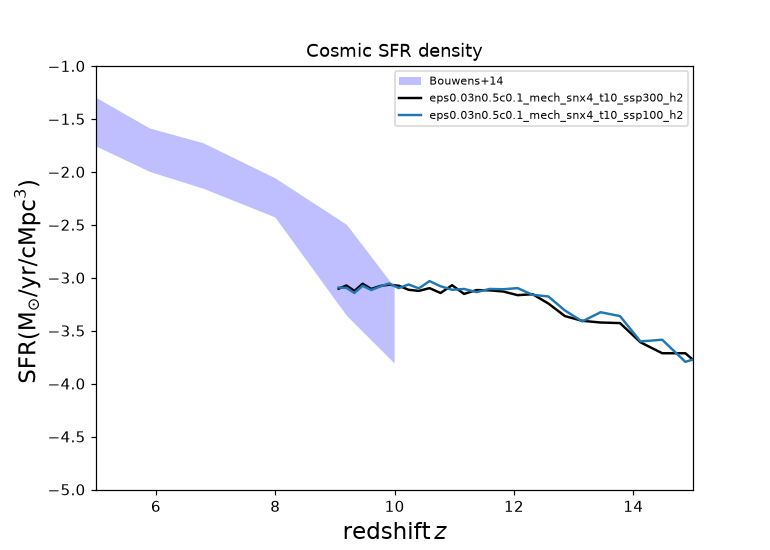 Cosmic SFR density
Bouwens+14
eps0.03n0.5c0.1_mech_snx4_t10_ssp300_h2
eps0.03n0.5c0.1_mech_snx4_t10_ssp100_h2
−1.0
−1.5
−2.0
−2.5
−3.0
−3.5
−4.0
−4.5
−5.0
SFR(M⊙/yr/cMpc³)
6 8 10 12 14
redshift z